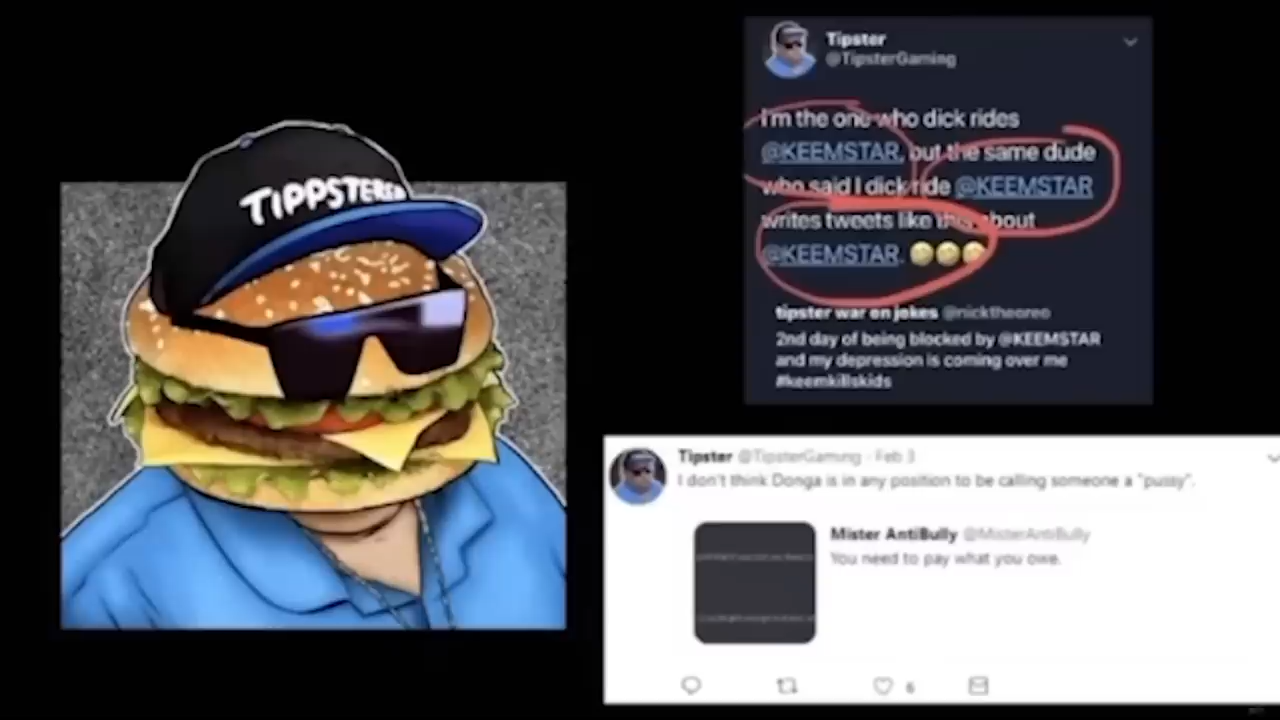 TIPPSTERER
Tipster
@TipsterGaming
I'm the one who dick rides
@KEEMSTAR, but the same dude
who said I dick ride @KEEMSTAR
writes tweets like this about
@KEEMSTAR. 🤣🤣🤣
tipster war on jokes @nicktheoreo
2nd day of being blocked by @KEEMSTAR
and my depression is coming over me
#keemkillskids
Tipster @TipsterGaming · Feb 3
I don't think Donga is in any position to be calling someone a "pussy".
Mister AntiBully @MisterAntiBully
You need to pay what you owe.
6